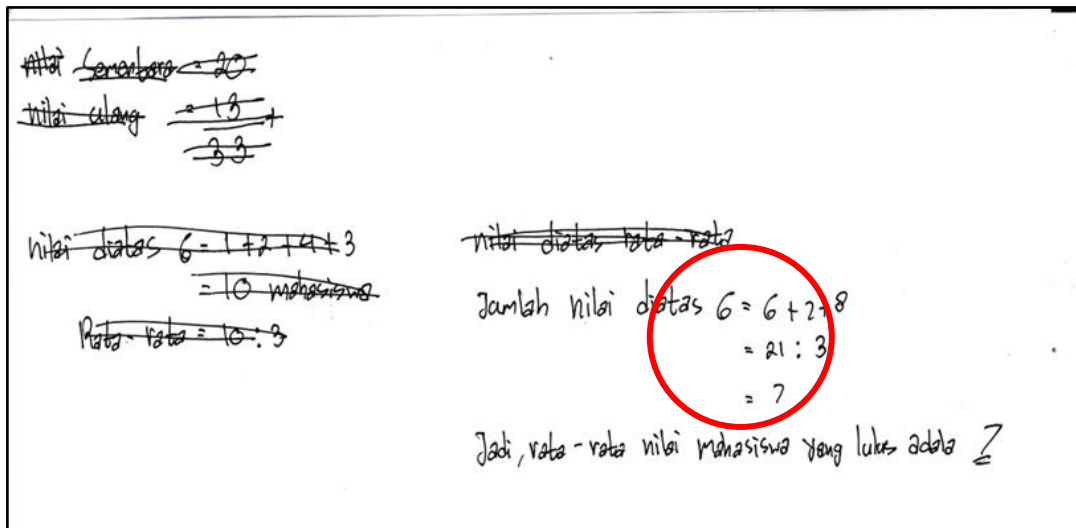 nilai Sementara = 20
nilai ulang = 13 +
33
nilai diatas 6 = 1 + 2 + 4 + 3
= 10 mahasiswa
Rata-rata = 10 : 3
nilai diatas rata-rata
Jumlah nilai diatas 6 = 6 + 7 + 8
= 21 : 3
= 7
Jadi, rata-rata nilai mahasiswa yang lulus adala 7